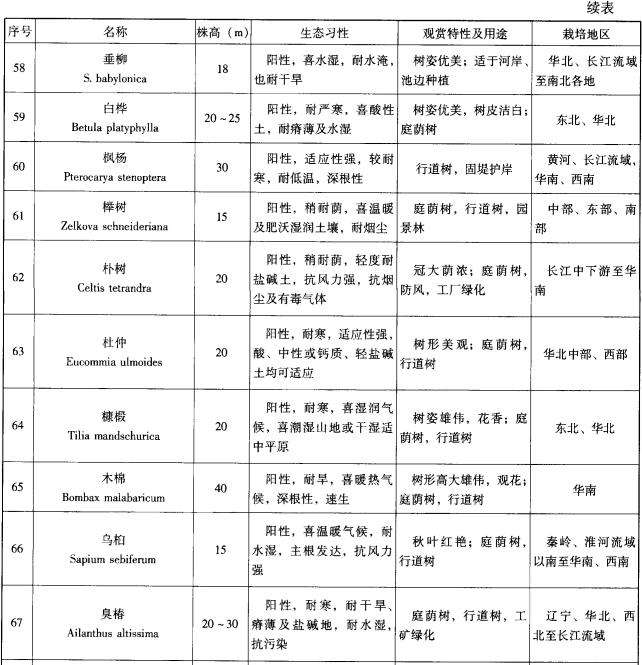 续表
序号 名称 株高（m） 生态习性 观赏特性及用途 栽培地区
58 垂柳 S. babylonica 18 阳性，喜水湿，耐水淹，也耐干旱 树姿优美；适于河岸、池边种植 华北、长江流域至南北各地
59 白桦 Betula platyphylla 20～25 阳性，耐严寒，喜酸性土，耐瘠薄及水湿 树姿优美，树皮洁白；庭荫树 东北、华北
60 枫杨 Pterocarya stenoptera 30 阳性，适应性强，较耐寒，耐低温，深根性 行道树，固堤护岸 黄河、长江流域，华南、西南
61 榉树 Zelkova schneideriana 15 阳性，稍耐荫，喜温暖及肥沃湿润土壤，耐烟尘 庭荫树，行道树，园景林 中部、东部、南部
62 朴树 Celtis tetrandra 20 阳性，稍耐荫，轻度耐盐碱土，抗风力强，抗烟尘及有毒气体 冠大荫浓；庭荫树，防风，工厂绿化 长江中下游至华南
63 杜仲 Eucommia ulmoides 20 阳性，耐寒，适应性强，酸、中性或钙质、轻盐碱土均可适应 树形美观；庭荫树，行道树 华北中部、西部
64 糠椴 Tilia mandschurica 20 阳性，耐寒，喜湿润气候，喜潮湿山地或干湿适中平原 树姿雄伟，花香；庭荫树，行道树 东北、华北
65 木棉 Bombax malabaricum 40 阳性，耐旱，喜暖热气候，深根性，速生 树形高大雄伟，观花；庭荫树，行道树 华南
66 乌桕 Sapium sebiferum 15 阳性，喜温暖气候，耐水湿，主根发达，抗风力强 秋叶红艳；庭荫树，行道树 秦岭、淮河流域以南至华南、西南
67 臭椿 Ailanthus altissima 20～30 阳性，耐寒，耐干旱、瘠薄及盐碱地，耐水湿，抗污染 庭荫树，行道树，工矿绿化 辽宁、华北、西北至长江流域